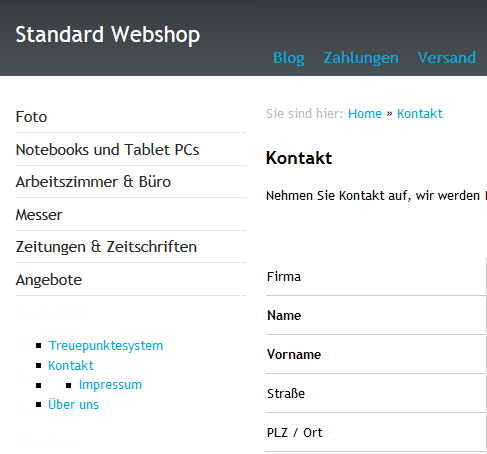 Standard Webshop
Blog Zahlungen Versand
Foto
Notebooks und Tablet PCs
Arbeitszimmer & Büro
Messer
Zeitungen & Zeitschriften
Angebote
Treuepunktesystem
Kontakt
Impressum
Über uns
Sie sind hier: Home » Kontakt
Kontakt
Nehmen Sie Kontakt auf, wir werden
Firma
Name
Vorname
Straße
PLZ / Ort